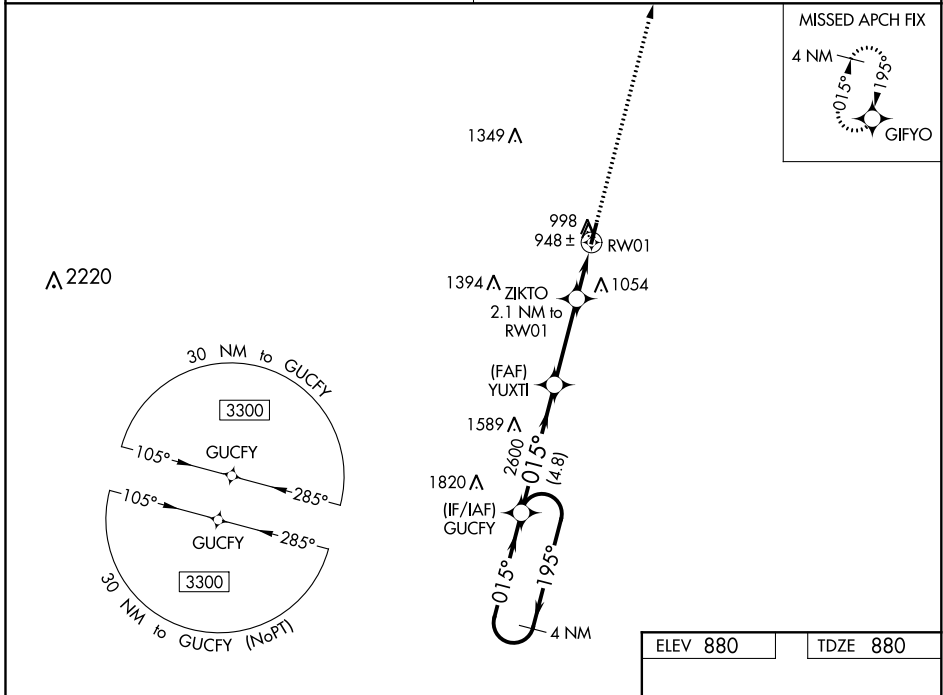 MISSED APCH FIX
4 NM
015°
195°
GIFYO
1349
998
948 ±
RW01
2220
1394
ZIKTO
2.1 NM to
RW01
1054
30 NM to GUCFY
3300
(FAF)
YUXTI
105°
GUCFY
285°
1589
2600
015°
(4.8)
1820
(IF/IAF)
GUCFY
105°
GUCFY
285°
3300
30 NM to GUCFY (NoPT)
015°
195°
4 NM
ELEV 880
TDZE 880